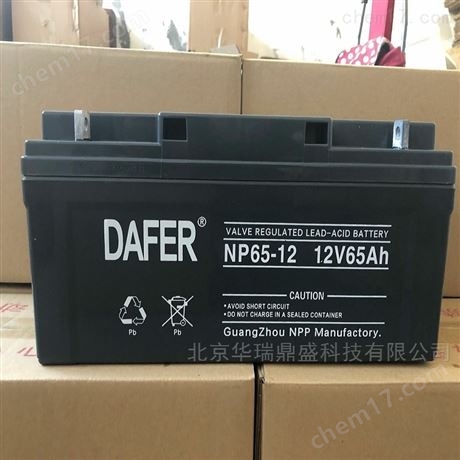 chem17.com
DAFER®
VALVE REGULATED LEAD-ACID BATTERY
NP65-12 12V65Ah
CAUTION:
●AVOID SHORT CIRCUIT
●DO NOT CHARGE IN A SEALED CONTAINER
Pb Pb
GuangZhou NPP Manufactory.
北京华瑞鼎盛科技有限公司
chem17.com